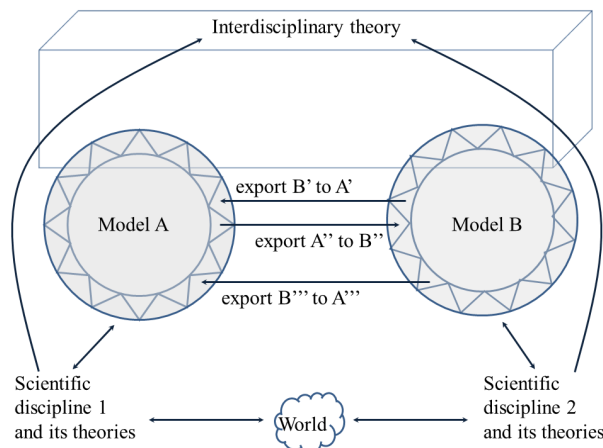 Interdisciplinary theory
export B’ to A’
Model A
Model B
export A’’ to B’’
export B’’’ to A’’’
Scientific
discipline 1
and its theories
World
Scientific
discipline 2
and its theories